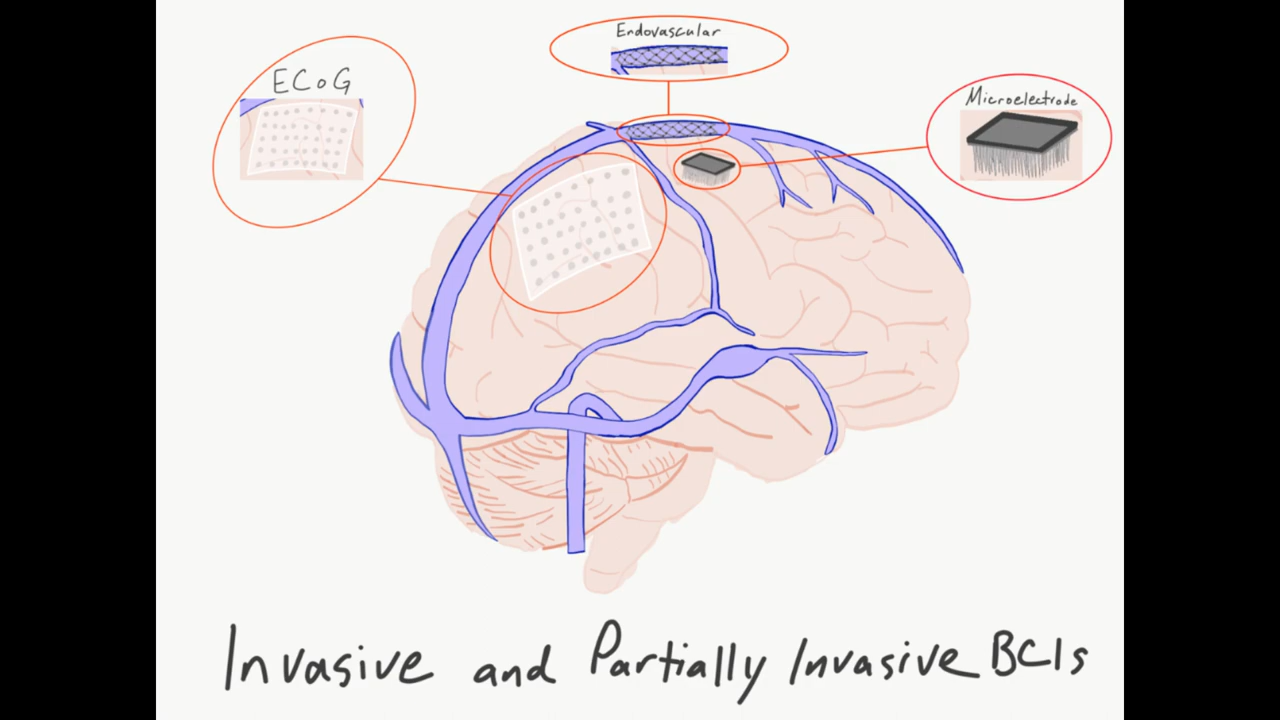 Endovascular
ECoG
Microelectrode
Invasive and Partially Invasive BCIs